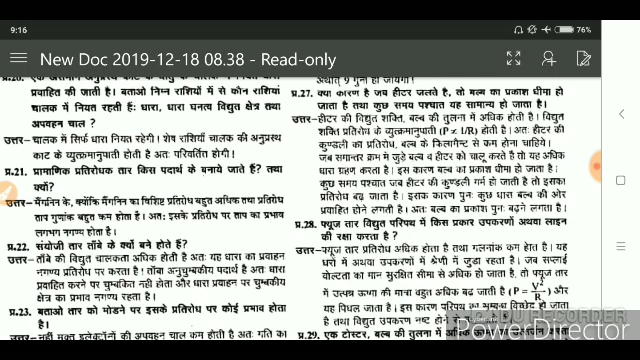 9:16
76%
New Doc 2019-12-18 08.38 - Read-only
प्रवाहित की जाती है। बताओ निम्न राशियों में से कौन राशियां
चालक में नियत रहती हैं: धारा, धारा घनत्व विद्युत क्षेत्र तथा
अपवहन चाल ?
उत्तर- चालक में सिर्फ धारा नियत रहेगी। शेष राशियाँ चालक की अनुप्रस्थ
काट के व्युत्क्रमानुपाती होती है अतः परिवर्तित होगी।
प्र.21. प्रामाणिक प्रतिरोधक तार किस पदार्थ के बनाये जाते हैं? तथा
क्यों?
उत्तर- मैंगनिन के, क्योंकि मैंगनिन का विशिष्ट प्रतिरोध बहुत अधिक तथा प्रतिरोध
ताप गुणांक बहुत कम होता है। अतः इसके प्रतिरोध पर ताप का प्रभाव
लगभग नगण्य होता है।
प्र.22. संयोजी तार ताँबे के क्यों बने होते हैं?
उत्तर- ताँबे की विद्युत चालकता अधिक होती है अतः यह धारा का प्रवाहन
नगण्य प्रतिरोध पर करता है। ताँबा अनुचुम्बकीय पदार्थ है अतः धारा
प्रवाहित करने पर चुम्बकित नहीं होता और धारा प्रवाहन पर चुम्बकीय
क्षेत्र का प्रभाव नगण्य रहता है।
प्र.23. बताओ तार को मोडने पर इसके प्रतिरोध पर कोई प्रभाव होता
है।
उत्तर- नहीं मुक्त इलेक्ट्रॉनों की अपवहन चाल कम होती है अतः गति का
अर्थात् 9 गुना हो जायेगा।
प्र.27. क्या कारण है जब हीटर जलते है, तो बल्ब का प्रकाश धीमा हो
जाता है तथा कुछ समय पश्चात यह सामान्य हो जाता है।
उत्तर- हीटर की विद्युत शक्ति, बल्ब की तुलना में अधिक होती है। विद्युत
शक्ति प्रतिरोध के व्युत्क्रमानुपाती (P ∝ 1/R) होती है। अतः हीटर की
कुण्डली का प्रतिरोध, बल्ब के फिलामेण्ट से कम होना चाहिये।
जब समान्तर क्रम में जुडे बल्ब व हीटर को चालू करते है तो यह अधिक
धारा ग्रहण करता है। इस कारण बल्ब का प्रकाश धीमा हो जाता है।
कुछ समय पश्चात जब हीटर की कुण्डली गर्म हो जाती है तो इसका
प्रतिरोध बढ जाता है। इसके कारण पुनः कुछ धारा बल्ब की ओर
प्रवाहित होने लगती है। अतः बल्ब का प्रकाश पुनः बढ़ने लगता है।
प्र.28. फ्यूज तार विद्युत परिपथ में किस प्रकार उपकरणों अथवा लाइन
की रक्षा करता है ?
उत्तर- फ्यूज तार प्रतिरोध अधिक होता है तथा गलनांक कम होता है। यह
घरों में अथवा उपकरणों में श्रेणी में जुडा रहता है। जब सप्लाई
वोल्टता का मान सुरक्षित सीमा से अधिक हो जाता है, तो फ्यूज तार
में उत्पन्न ऊष्मा की मात्रा बहुत अधिक बढ जाती है (P = V²/R) और
यह पिघल जाता है। इस कारण परिपथ का सम्बन्ध विच्छेद हो जाता
है तथा विद्युत उपकरण नष्ट होने
प्र.29. एक टोस्टर, बल्ब की तुलना में अधिक
CyberLink
PowerDirector